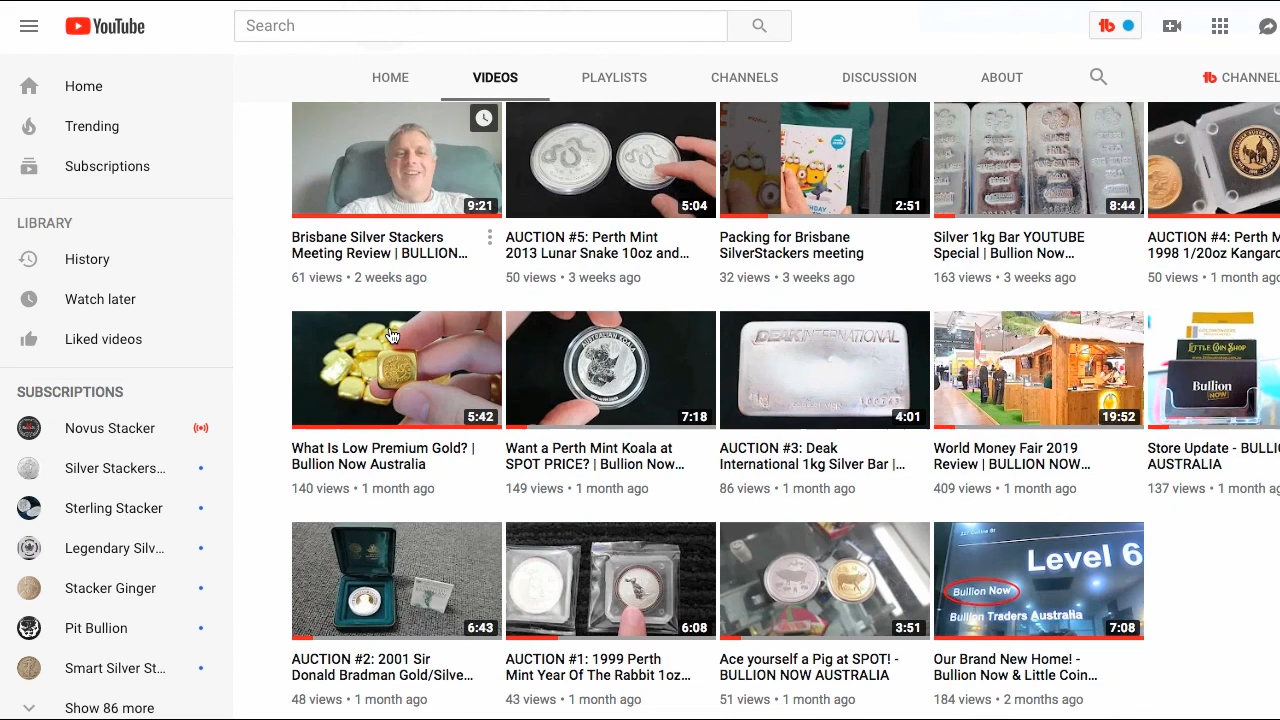 YouTube
Search
HOME
VIDEOS
PLAYLISTS
CHANNELS
DISCUSSION
ABOUT
CHANNEL
Home
Trending
Subscriptions
LIBRARY
History
Watch later
Liked videos
SUBSCRIPTIONS
Novus Stacker
Silver Stackers...
Sterling Stacker
Legendary Silv...
Stacker Ginger
Pit Bullion
Smart Silver St...
Show 86 more
9:21
Brisbane Silver Stackers
Meeting Review | BULLION...
61 views • 2 weeks ago
5:04
AUCTION #5: Perth Mint
2013 Lunar Snake 10oz and...
50 views • 3 weeks ago
2:51
Packing for Brisbane
SilverStackers meeting
32 views • 3 weeks ago
8:44
Silver 1kg Bar YOUTUBE
Special | Bullion Now...
163 views • 3 weeks ago
AUCTION #4: Perth M
1998 1/20oz Kangaro
50 views • 1 month ago
5:42
What Is Low Premium Gold? |
Bullion Now Australia
140 views • 1 month ago
AUSTRALIAN KOALA
7:18
Want a Perth Mint Koala at
SPOT PRICE? | Bullion Now...
149 views • 1 month ago
DEAK INTERNATIONAL
4:01
AUCTION #3: Deak
International 1kg Silver Bar |...
86 views • 1 month ago
19:52
World Money Fair 2019
Review | BULLION NOW...
409 views • 1 month ago
LITTLE COIN SHOP
Bullion
NOW
Store Update - BULLIO
AUSTRALIA
137 views • 1 month ag
6:43
AUCTION #2: 2001 Sir
Donald Bradman Gold/Silve...
48 views • 1 month ago
6:08
AUCTION #1: 1999 Perth
Mint Year Of The Rabbit 1oz...
43 views • 1 month ago
3:51
Ace yourself a Pig at SPOT! -
BULLION NOW AUSTRALIA
51 views • 1 month ago
Level 6
Bullion Now
Bullion Traders Australia
7:08
Our Brand New Home! -
Bullion Now & Little Coin...
184 views • 2 months ago